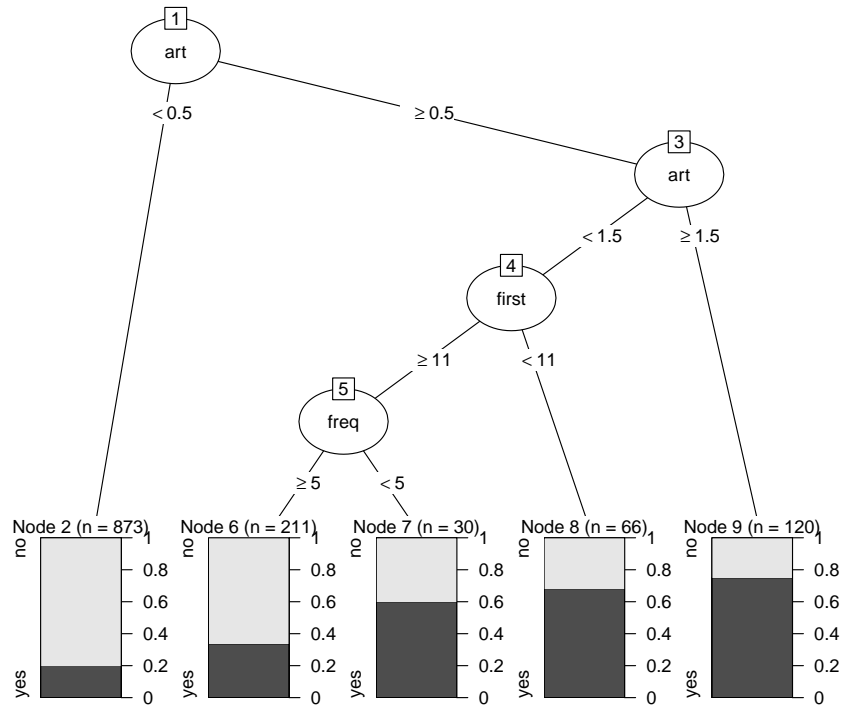 1
art
< 0.5
≥ 0.5
3
art
< 1.5
≥ 1.5
4
first
≥ 11
< 11
5
freq
≥ 5
< 5
Node 2 (n = 873)
no
yes
1
0.8
0.6
0.4
0.2
0
Node 6 (n = 211)
no
yes
1
0.8
0.6
0.4
0.2
0
Node 7 (n = 30)
no
yes
1
0.8
0.6
0.4
0.2
0
Node 8 (n = 66)
no
yes
1
0.8
0.6
0.4
0.2
0
Node 9 (n = 120)
no
yes
1
0.8
0.6
0.4
0.2
0